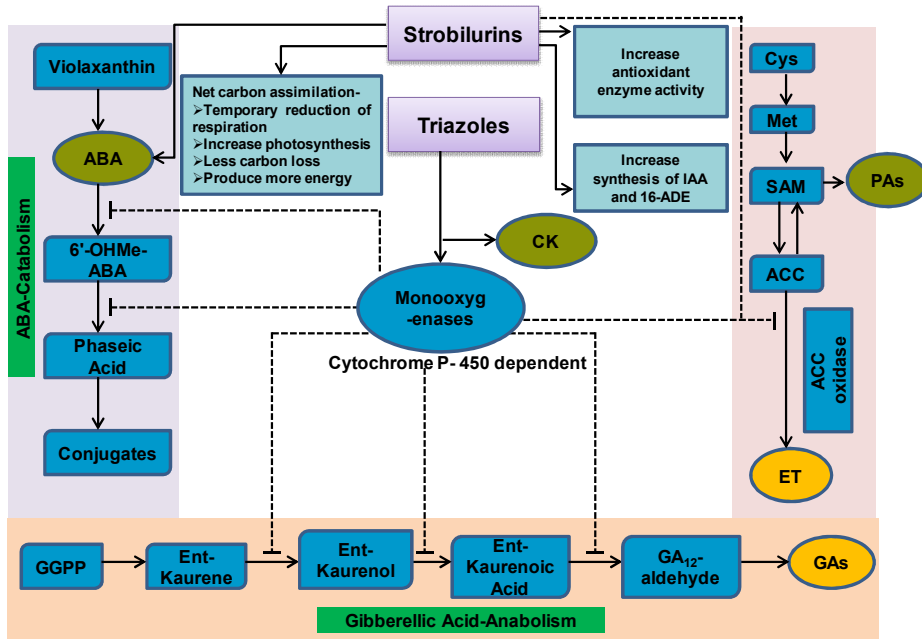 Strobilurins
Triazoles
Violaxanthin
ABA
6'-OHMe-
ABA
Phaseic
Acid
Conjugates
ABA-Catabolism
Net carbon assimilation-
➢Temporary reduction of
respiration
➢Increase photosynthesis
➢Less carbon loss
➢Produce more energy
Increase
antioxidant
enzyme activity
Increase
synthesis of IAA
and 16-ADE
CK
Monooxyg
-enases
Cytochrome P- 450 dependent
Cys
Met
SAM
PAs
ACC
ACC
oxidase
ET
GGPP
Ent-
Kaurene
Ent-
Kaurenol
Ent-
Kaurenoic
Acid
GA₁₂-
aldehyde
GAs
Gibberellic Acid-Anabolism